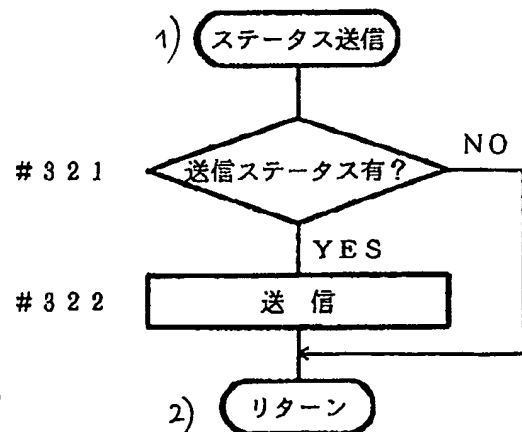 1) ステータス送信
NO
#321 送信ステータス有?
YES
#322 送信
2) リターン